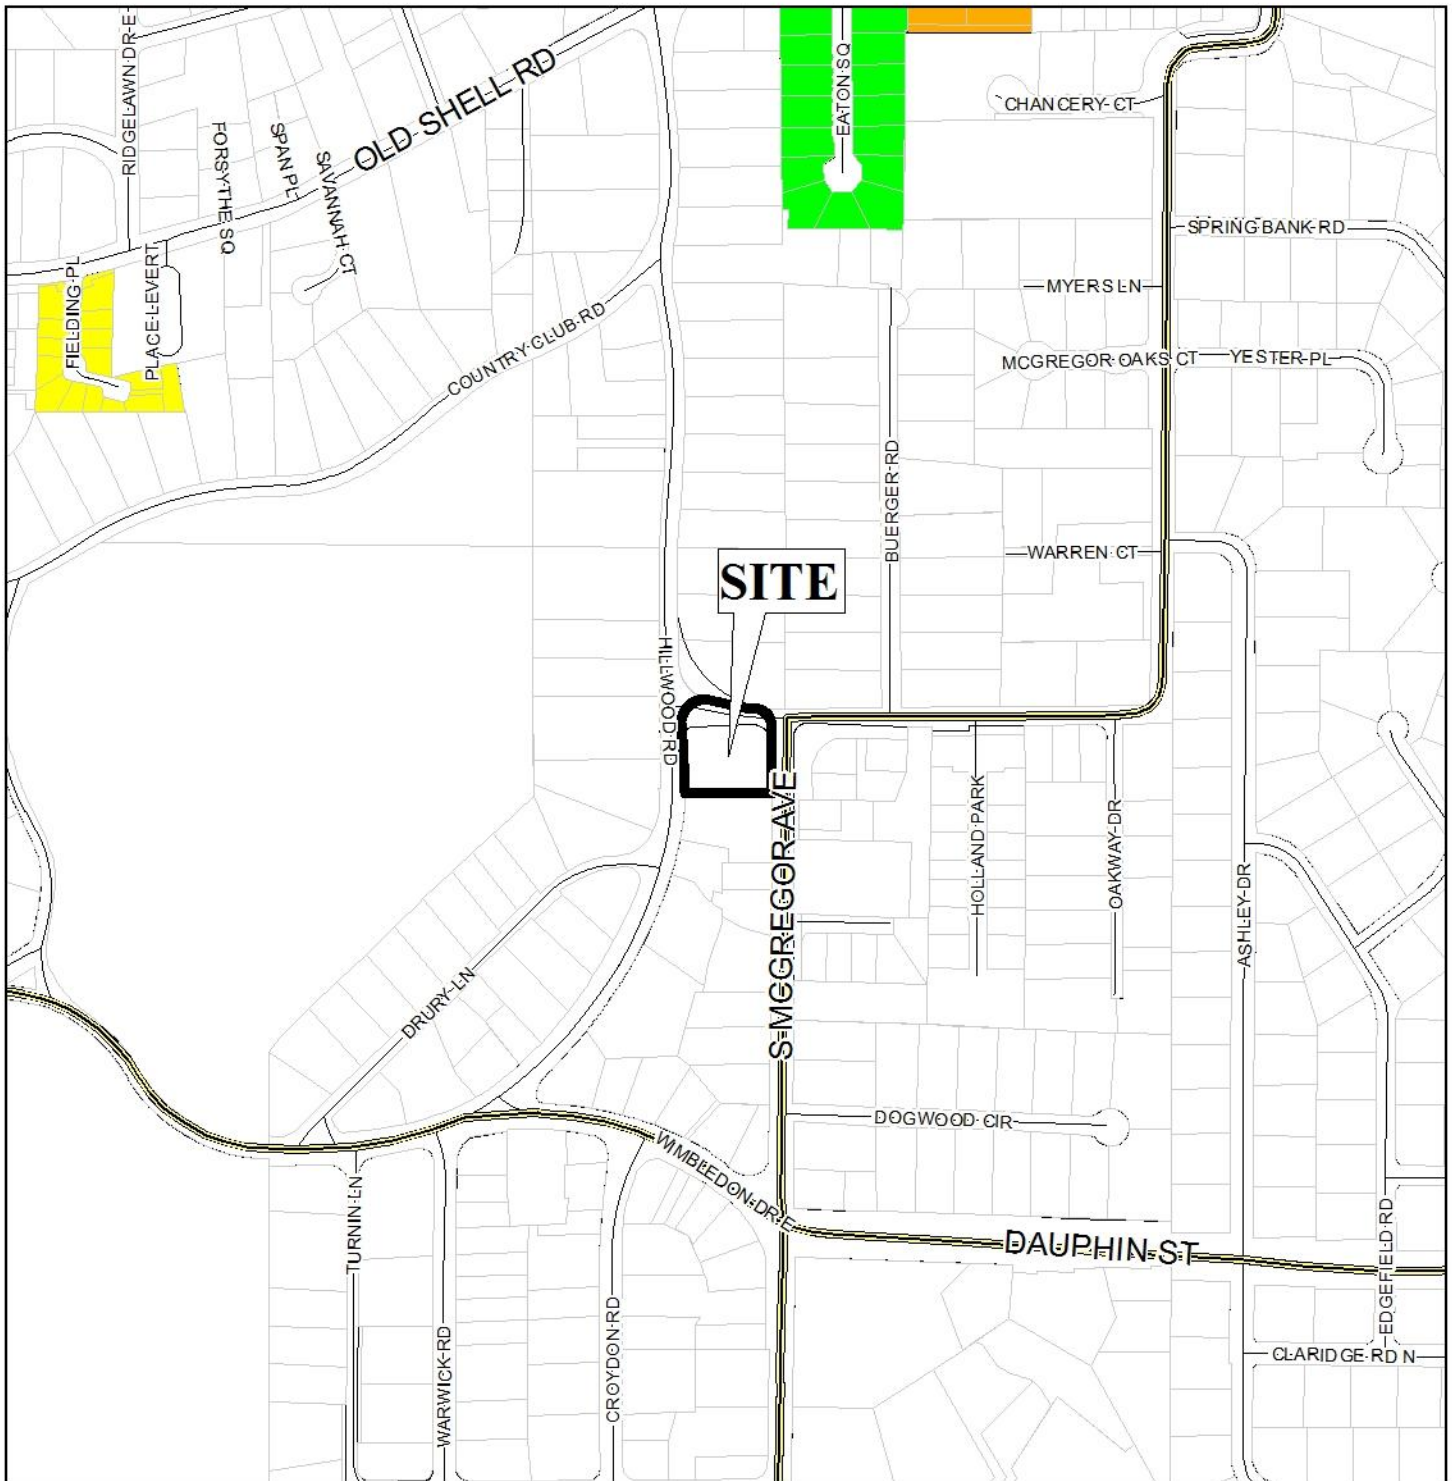 RIDGELAWN DR E
OLD SHELL RD
EATON SQ
CHANCERY CT
FORSYTHE SQ
SPAN PL
SAVANNAH CT
SPRING BANK RD
FIELDING PL
PLACE LEVERT
MYERS LN
COUNTRY CLUB RD
MCGREGOR OAKS CT
YESTER PL
BUERGER RD
WARREN CT
SITE
HILLWOOD RD
S MCGREGOR AVE
HOLLAND PARK
OAKWAY DR
ASHLEY DR
DRURY LN
DOGWOOD CIR
WIMBLEDON DR E
TURNIN LN
DAUPHIN ST
EDGEFIELD RD
WARWICK RD
CROYDON RD
CLARIDGE RD N